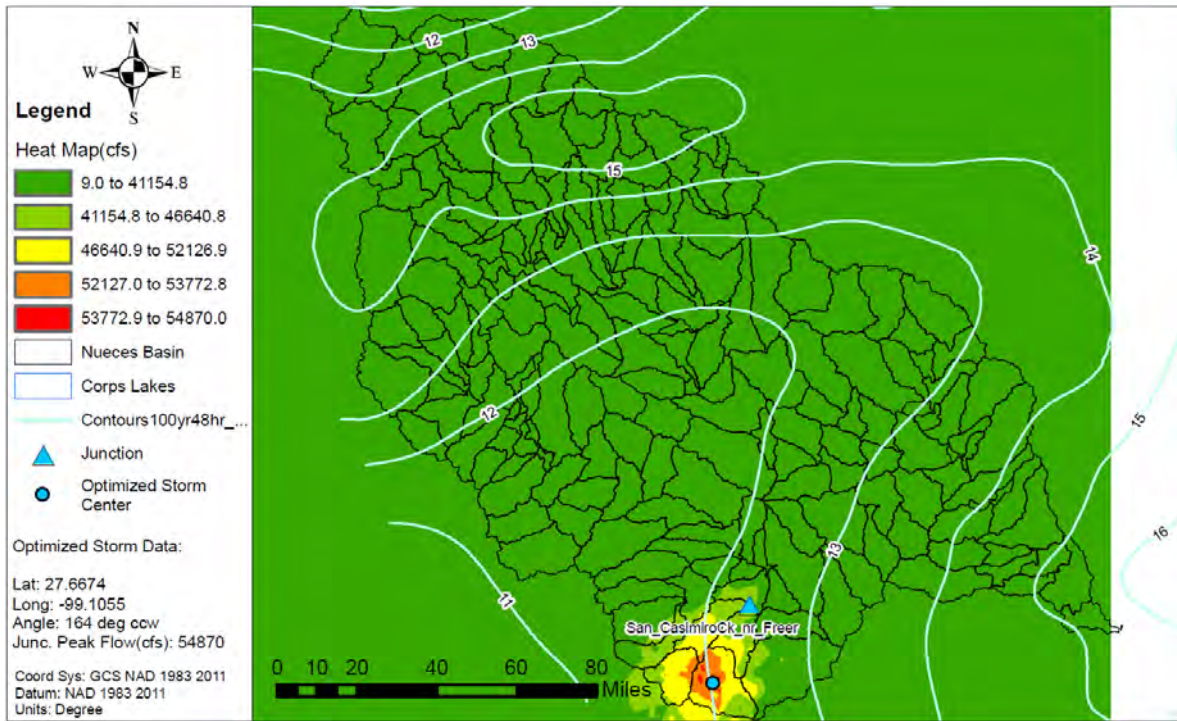 N
W E
S
Legend
Heat Map(cfs)
9.0 to 41154.8
41154.8 to 46640.8
46640.9 to 52126.9
52127.0 to 53772.8
53772.9 to 54870.0
Nueces Basin
Corps Lakes
Contours100yr48hr_...
Junction
Optimized Storm
Center
Optimized Storm Data:
Lat: 27.6674
Long: -99.1055
Angle: 164 deg ccw
Junc. Peak Flow(cfs): 54870
Coord Sys: GCS NAD 1983 2011
Datum: NAD 1983 2011
Units: Degree
12
13
15
14
12
15
16
13
11
San_CasimiroCk_nr_Freer
0 10 20 40 60 80
Miles